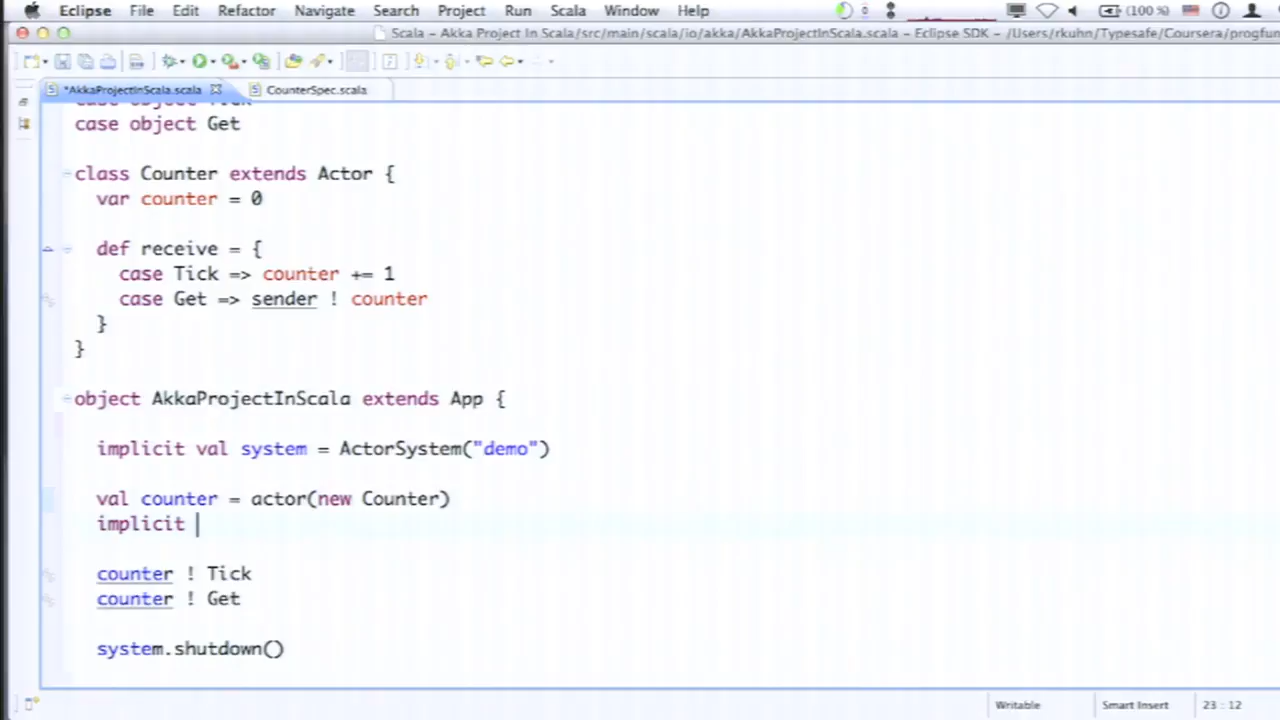 Eclipse File Edit Refactor Navigate Search Project Run Scala Window Help (100 %)
Scala – Akka Project In Scala/src/main/scala/io/akka/AkkaProjectInScala.scala – Eclipse SDK – /Users/rkuhn/Typesafe/Coursera/progfun
*AkkaProjectInScala.scala CounterSpec.scala
case object Tick
case object Get
class Counter extends Actor {
var counter = 0
def receive = {
case Tick => counter += 1
case Get => sender ! counter
}
}
object AkkaProjectInScala extends App {
implicit val system = ActorSystem("demo")
val counter = actor(new Counter)
implicit
counter ! Tick
counter ! Get
system.shutdown()
Writable Smart Insert 23 : 12